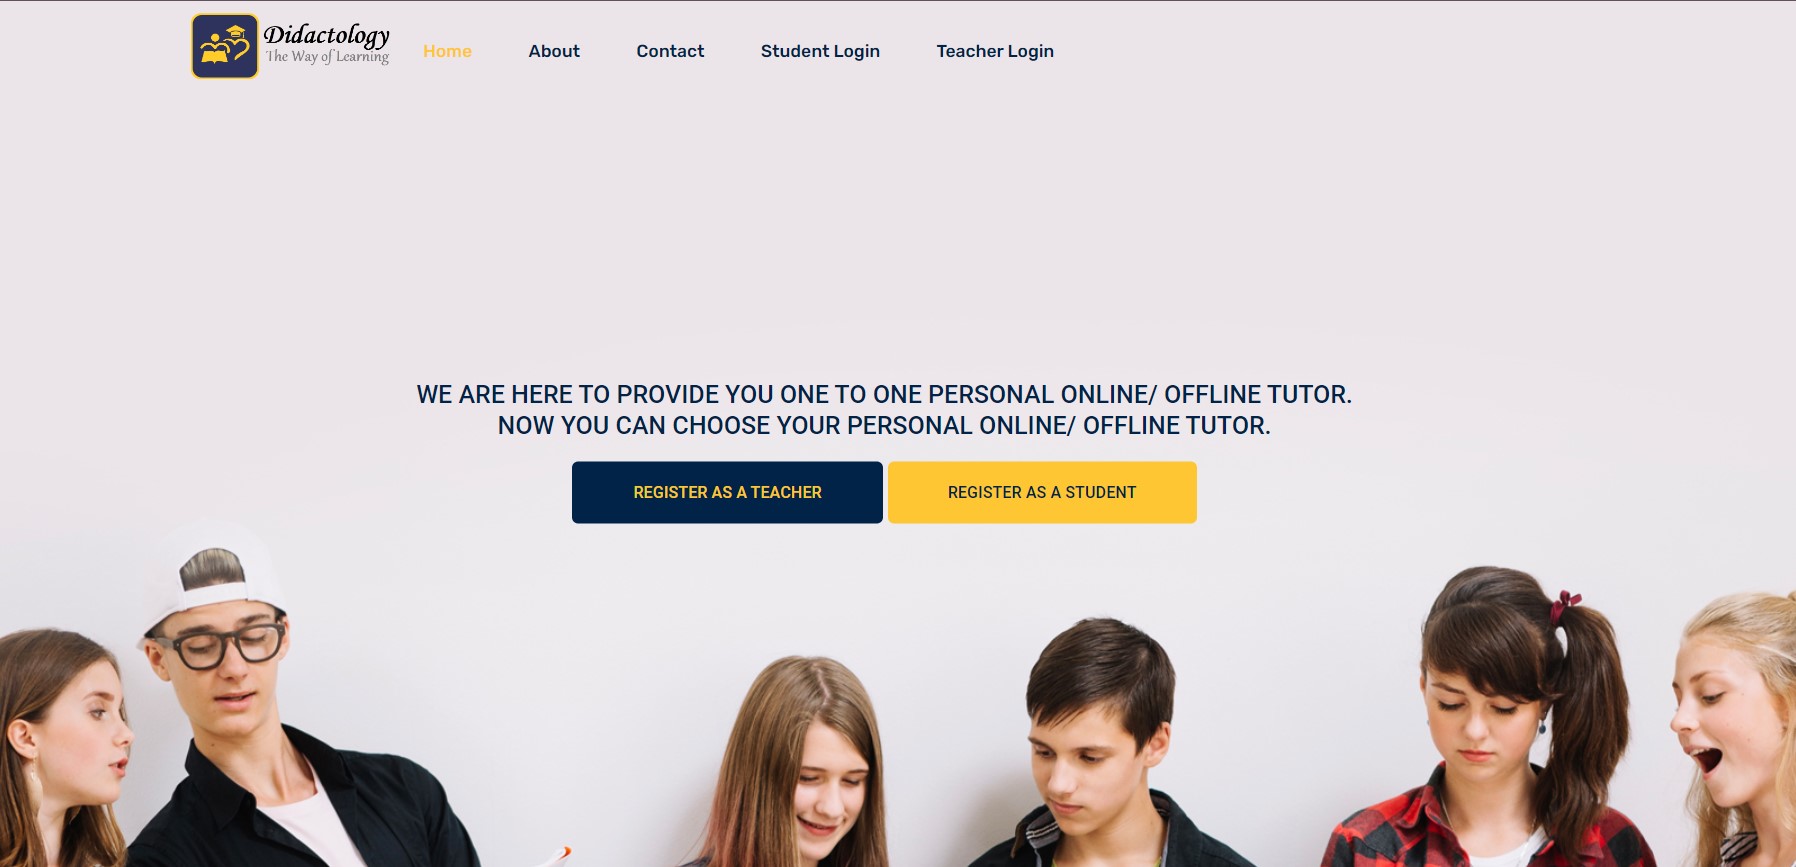 Didactology
The Way of Learning
Home About Contact Student Login Teacher Login
WE ARE HERE TO PROVIDE YOU ONE TO ONE PERSONAL ONLINE/ OFFLINE TUTOR.
NOW YOU CAN CHOOSE YOUR PERSONAL ONLINE/ OFFLINE TUTOR.
REGISTER AS A TEACHER REGISTER AS A STUDENT